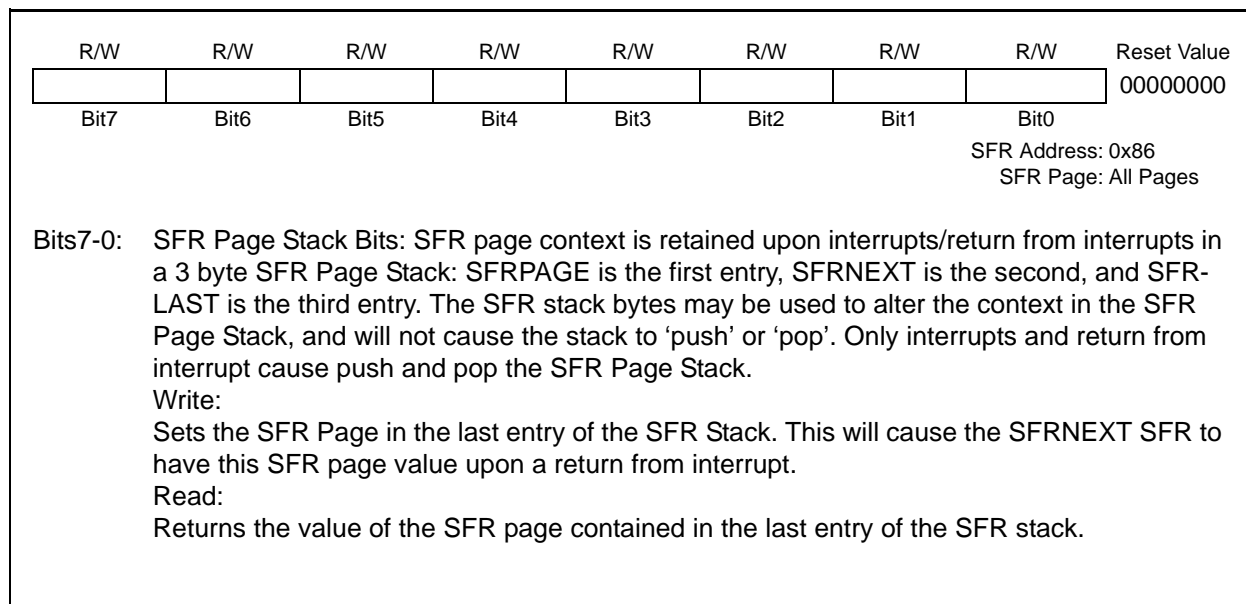 R/W R/W R/W R/W R/W R/W R/W R/W Reset Value
00000000
Bit7 Bit6 Bit5 Bit4 Bit3 Bit2 Bit1 Bit0
SFR Address: 0x86
SFR Page: All Pages
Bits7-0: SFR Page Stack Bits: SFR page context is retained upon interrupts/return from interrupts in
a 3 byte SFR Page Stack: SFRPAGE is the first entry, SFRNEXT is the second, and SFR-
LAST is the third entry. The SFR stack bytes may be used to alter the context in the SFR
Page Stack, and will not cause the stack to ‘push’ or ‘pop’. Only interrupts and return from
interrupt cause push and pop the SFR Page Stack.
Write:
Sets the SFR Page in the last entry of the SFR Stack. This will cause the SFRNEXT SFR to
have this SFR page value upon a return from interrupt.
Read:
Returns the value of the SFR page contained in the last entry of the SFR stack.